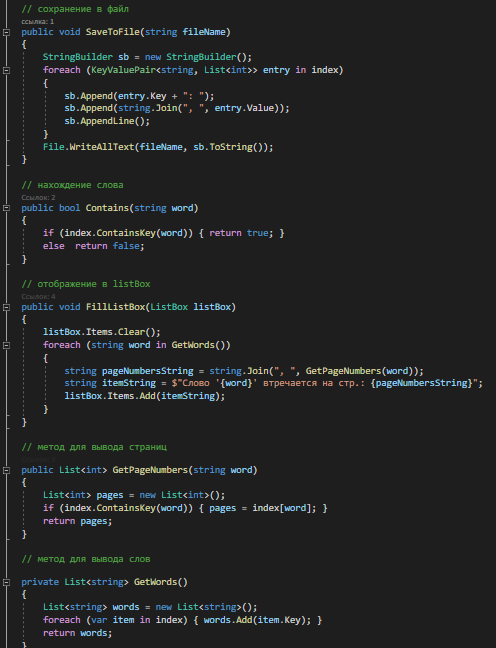 // сохранение в файл
ссылка: 1
public void SaveToFile(string fileName)
{
StringBuilder sb = new StringBuilder();
foreach (KeyValuePair<string, List<int>> entry in index)
{
sb.Append(entry.Key + ": ");
sb.Append(string.Join(", ", entry.Value));
sb.AppendLine();
}
File.WriteAllText(fileName, sb.ToString());
}
// нахождение слова
Ссылок: 2
public bool Contains(string word)
{
if (index.ContainsKey(word)) { return true; }
else  return false;
}
// отображение в listBox
Ссылок: 4
public void FillListBox(ListBox listBox)
{
listBox.Items.Clear();
foreach (string word in GetWords())
{
string pageNumbersString = string.Join(", ", GetPageNumbers(word));
string itemString = $"Слово '{word}' втречается на стр.: {pageNumbersString}";
listBox.Items.Add(itemString);
}
}
// метод для вывода страниц
public List<int> GetPageNumbers(string word)
{
List<int> pages = new List<int>();
if (index.ContainsKey(word)) { pages = index[word]; }
return pages;
}
// метод для вывода слов
private List<string> GetWords()
{
List<string> words = new List<string>();
foreach (var item in index) { words.Add(item.Key); }
return words;
}